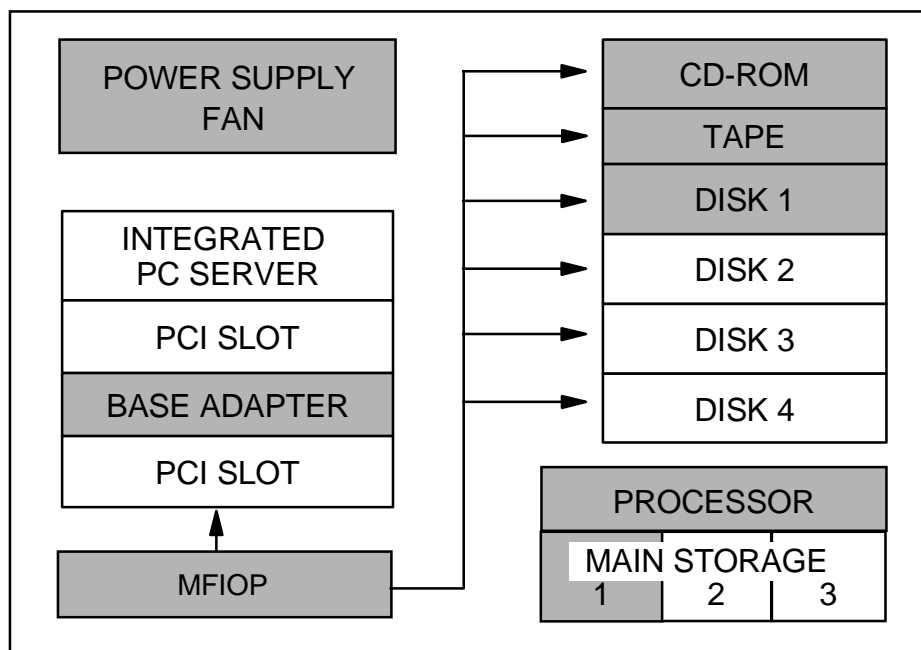 POWER SUPPLY
FAN
INTEGRATED
PC SERVER
PCI SLOT
BASE ADAPTER
PCI SLOT
MFIOP
CD-ROM
TAPE
DISK 1
DISK 2
DISK 3
DISK 4
PROCESSOR
MAIN STORAGE
1 2 3